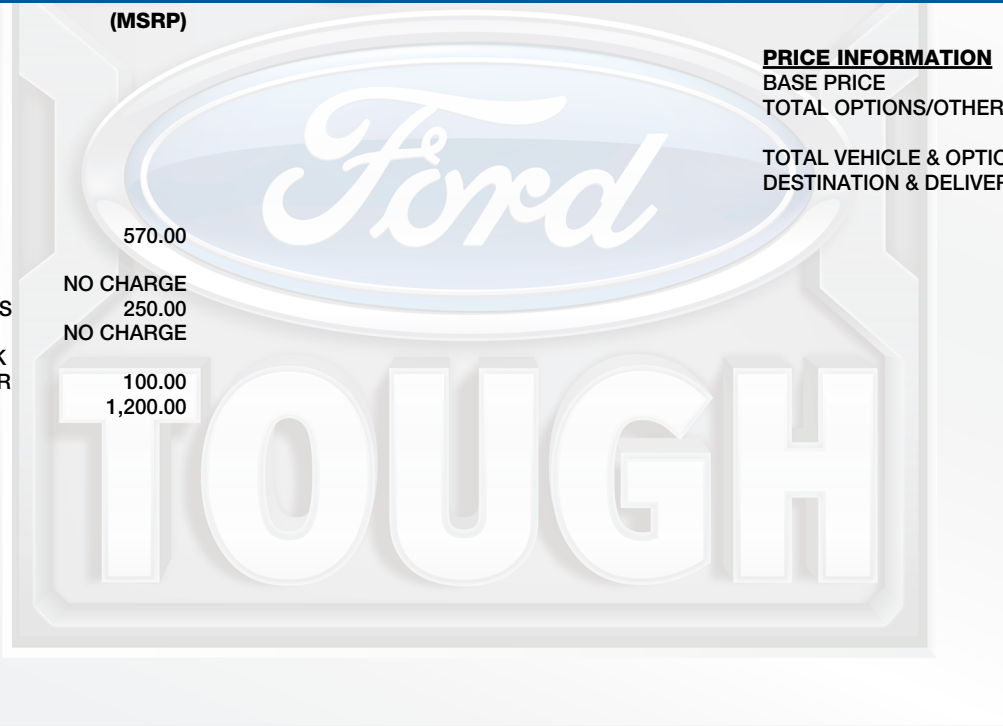 (MSRP)
570.00
NO CHARGE
S 250.00
NO CHARGE
K
R 100.00
1,200.00
PRICE INFORMATION
BASE PRICE
TOTAL OPTIONS/OTHER
TOTAL VEHICLE & OPTIO
DESTINATION & DELIVER
Ford
TOUGH